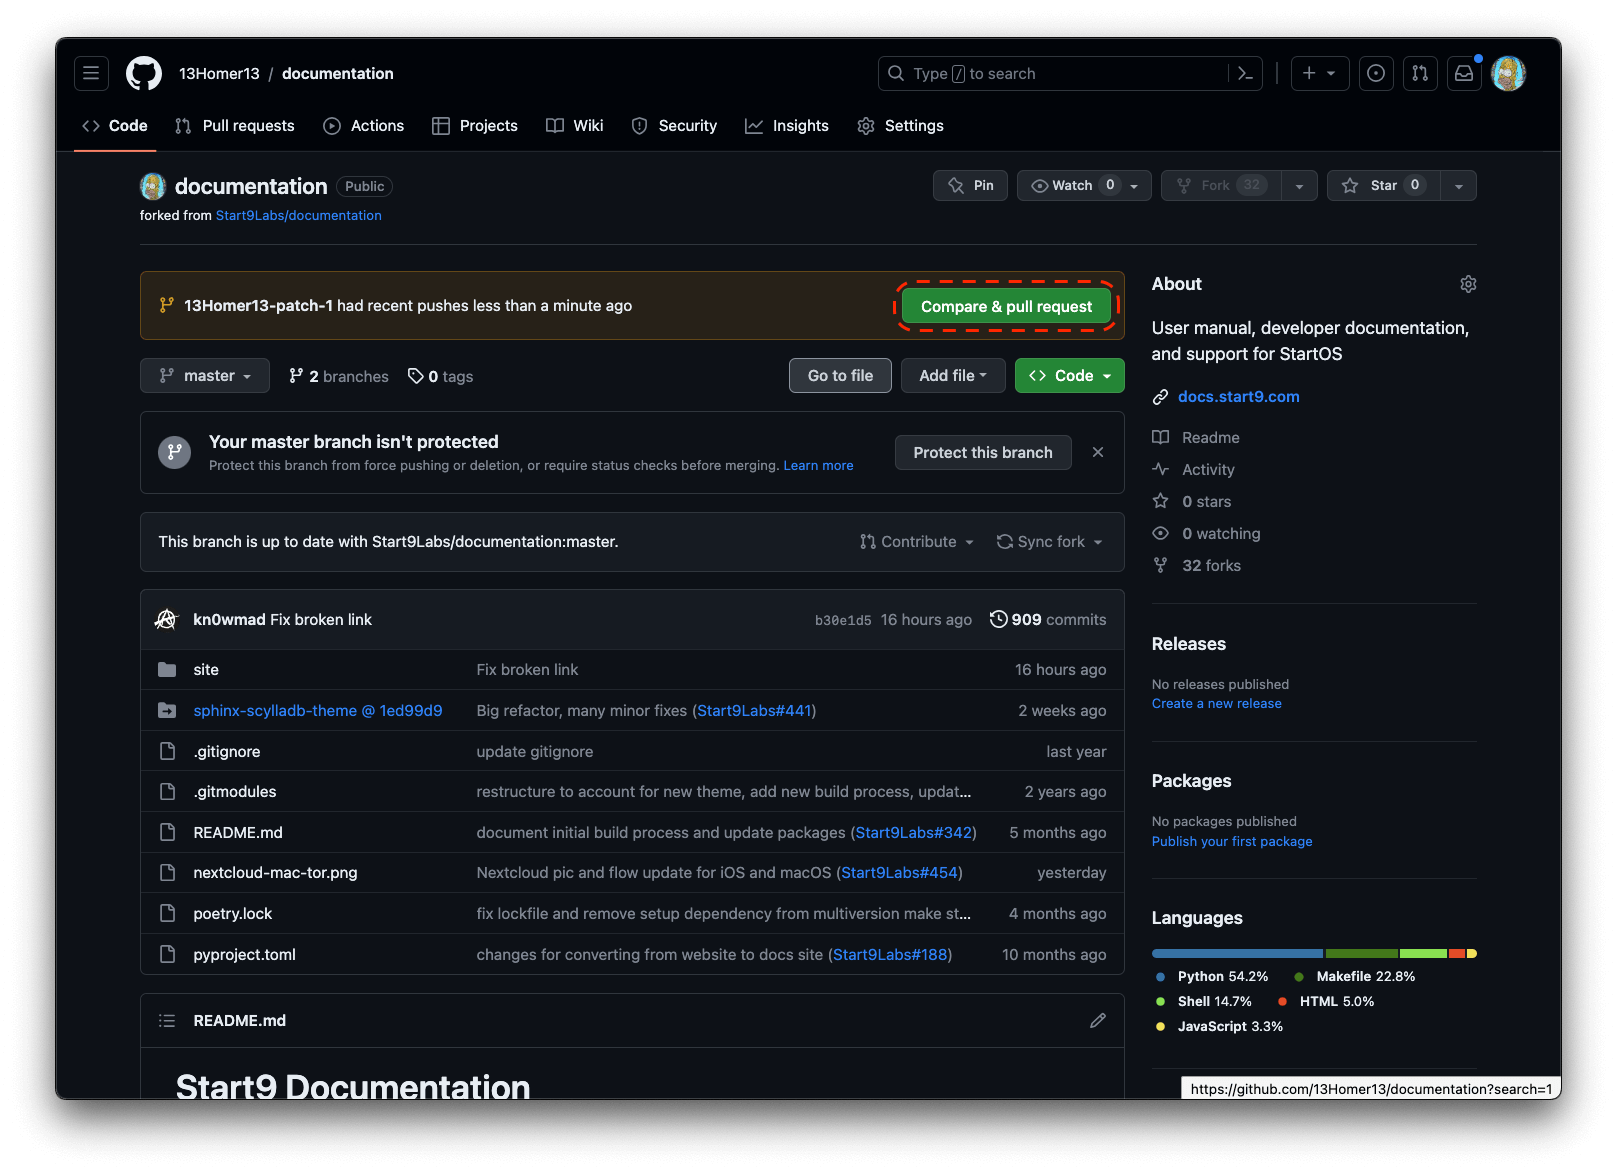 13Homer13 / documentation
Type / to search
Code Pull requests Actions Projects Wiki Security Insights Settings
documentation Public
Pin Watch 0 Fork 32 Star 0
forked from Start9Labs/documentation
13Homer13-patch-1 had recent pushes less than a minute ago
Compare & pull request
master 2 branches 0 tags
Go to file Add file Code
Your master branch isn't protected
Protect this branch from force pushing or deletion, or require status checks before merging. Learn more
Protect this branch
This branch is up to date with Start9Labs/documentation:master.
Contribute Sync fork
kn0wmad Fix broken link b30e1d5 16 hours ago 909 commits
site Fix broken link 16 hours ago
sphinx-scylladb-theme @ 1ed99d9 Big refactor, many minor fixes (Start9Labs#441) 2 weeks ago
.gitignore update gitignore last year
.gitmodules restructure to account for new theme, add new build process, updat... 2 years ago
README.md document initial build process and update packages (Start9Labs#342) 5 months ago
nextcloud-mac-tor.png Nextcloud pic and flow update for iOS and macOS (Start9Labs#454) yesterday
poetry.lock fix lockfile and remove setup dependency from multiversion make st... 4 months ago
pyproject.toml changes for converting from website to docs site (Start9Labs#188) 10 months ago
README.md
Start9 Documentation
About
User manual, developer documentation,
and support for StartOS
docs.start9.com
Readme
Activity
0 stars
0 watching
32 forks
Releases
No releases published
Create a new release
Packages
No packages published
Publish your first package
Languages
Python 54.2% Makefile 22.8%
Shell 14.7% HTML 5.0%
JavaScript 3.3%
https://github.com/13Homer13/documentation?search=1